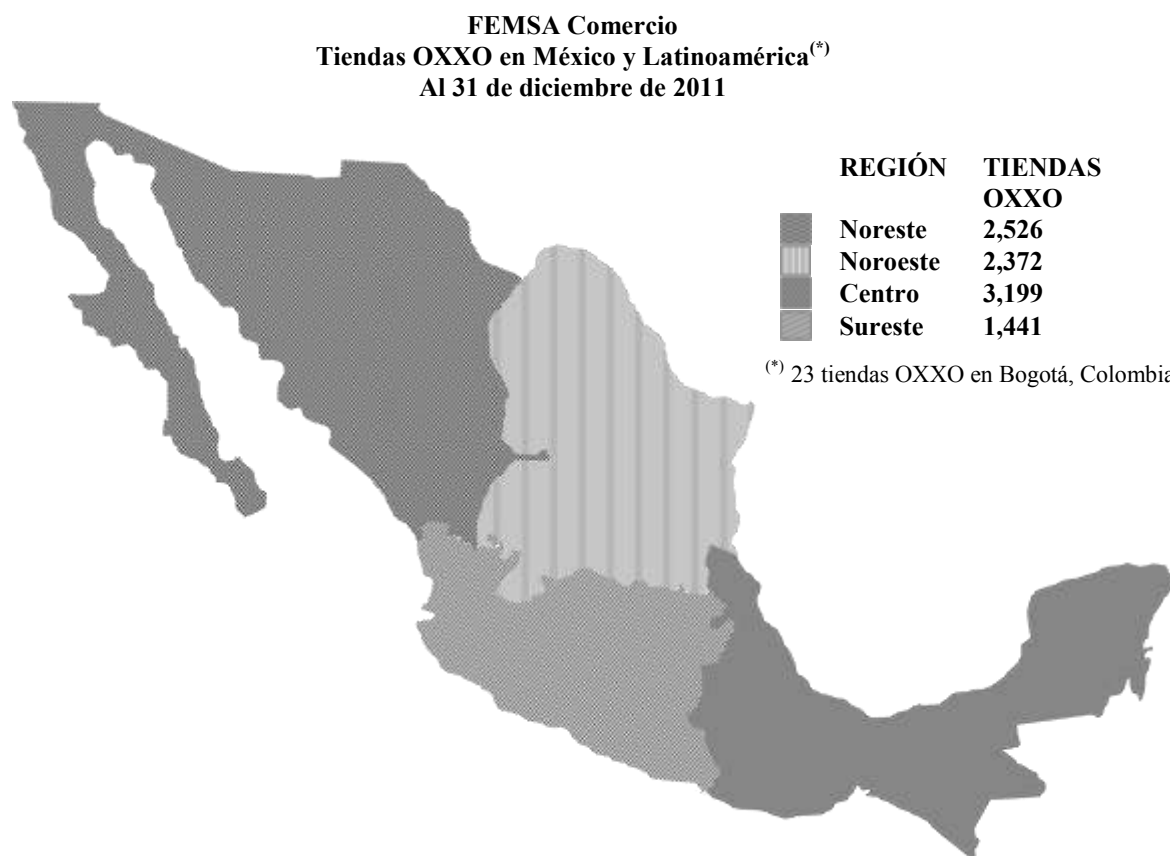 FEMSA Comercio
Tiendas OXXO en México y Latinoamérica(*)
Al 31 de diciembre de 2011
REGIÓN TIENDAS
OXXO
Noreste 2,526
Noroeste 2,372
Centro 3,199
Sureste 1,441
(*) 23 tiendas OXXO en Bogotá, Colombia